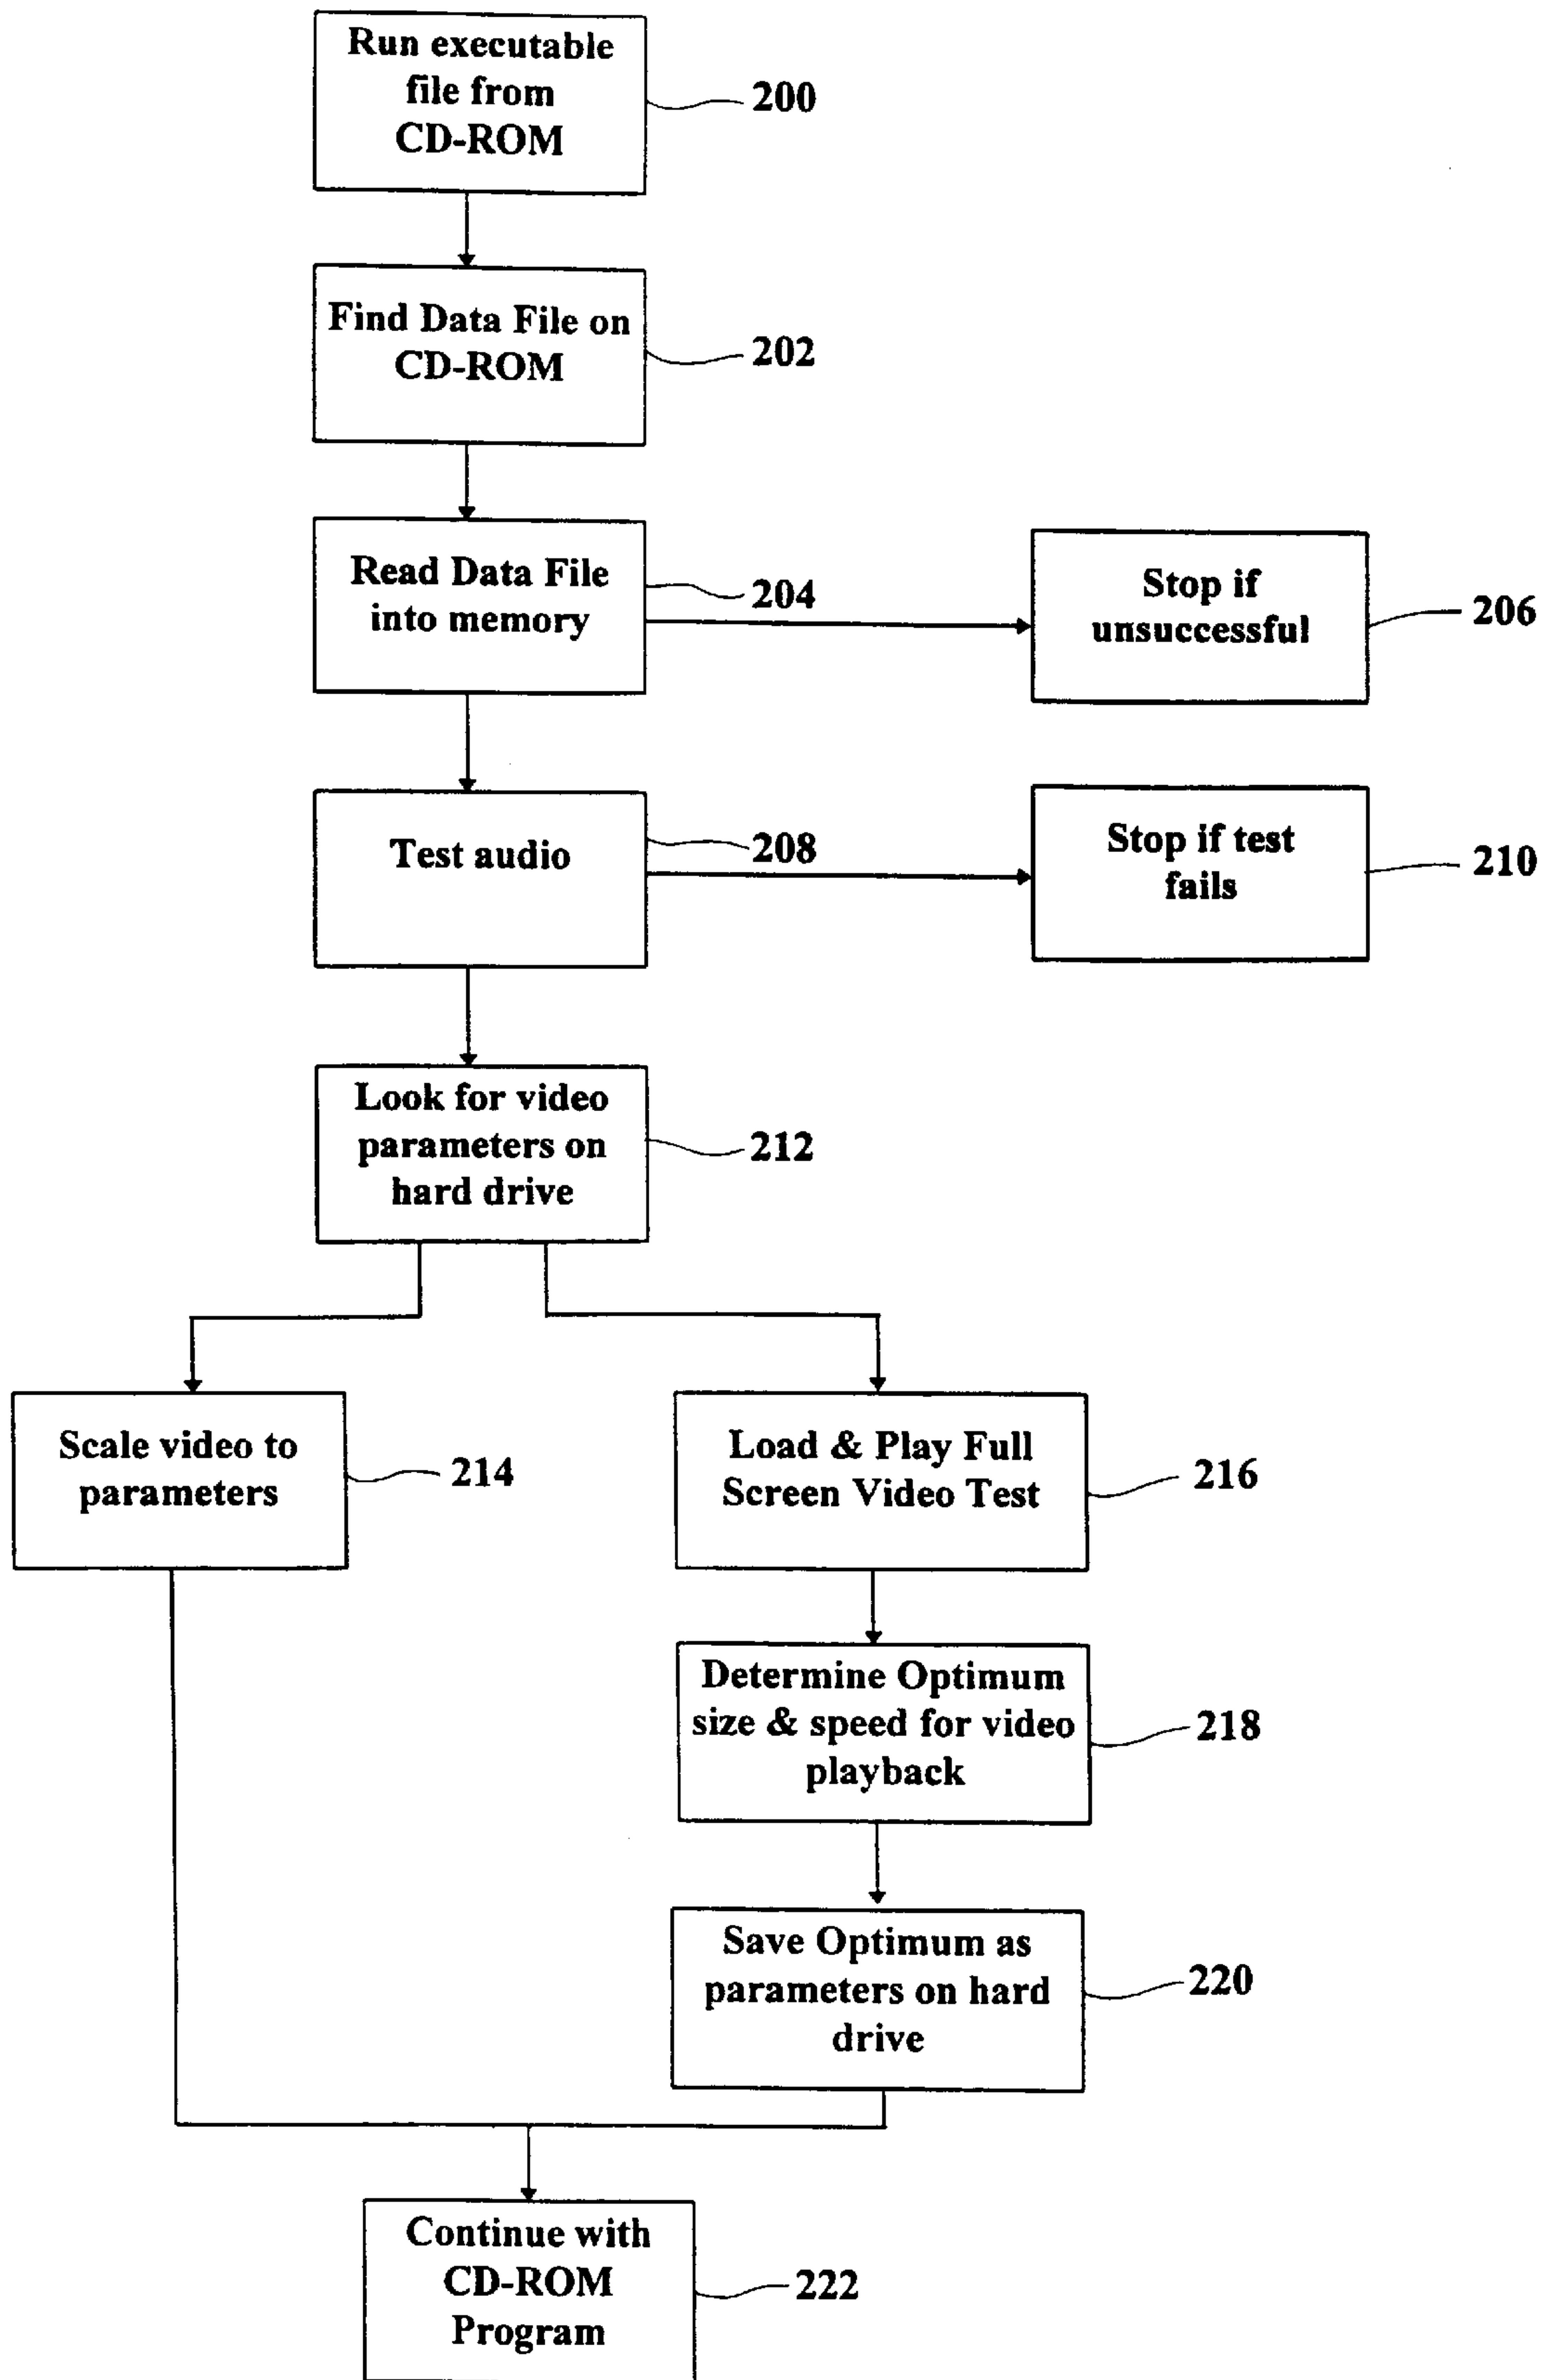 Run executable
file from
CD-ROM
200
Find Data File on
CD-ROM
202
Read Data File
into memory
204
Stop if
unsuccessful
206
Test audio
208
Stop if test
fails
210
Look for video
parameters on
hard drive
212
Scale video to
parameters
214
Load & Play Full
Screen Video Test
216
Determine Optimum
size & speed for video
playback
218
Save Optimum as
parameters on hard
drive
220
Continue with
CD-ROM
Program
222